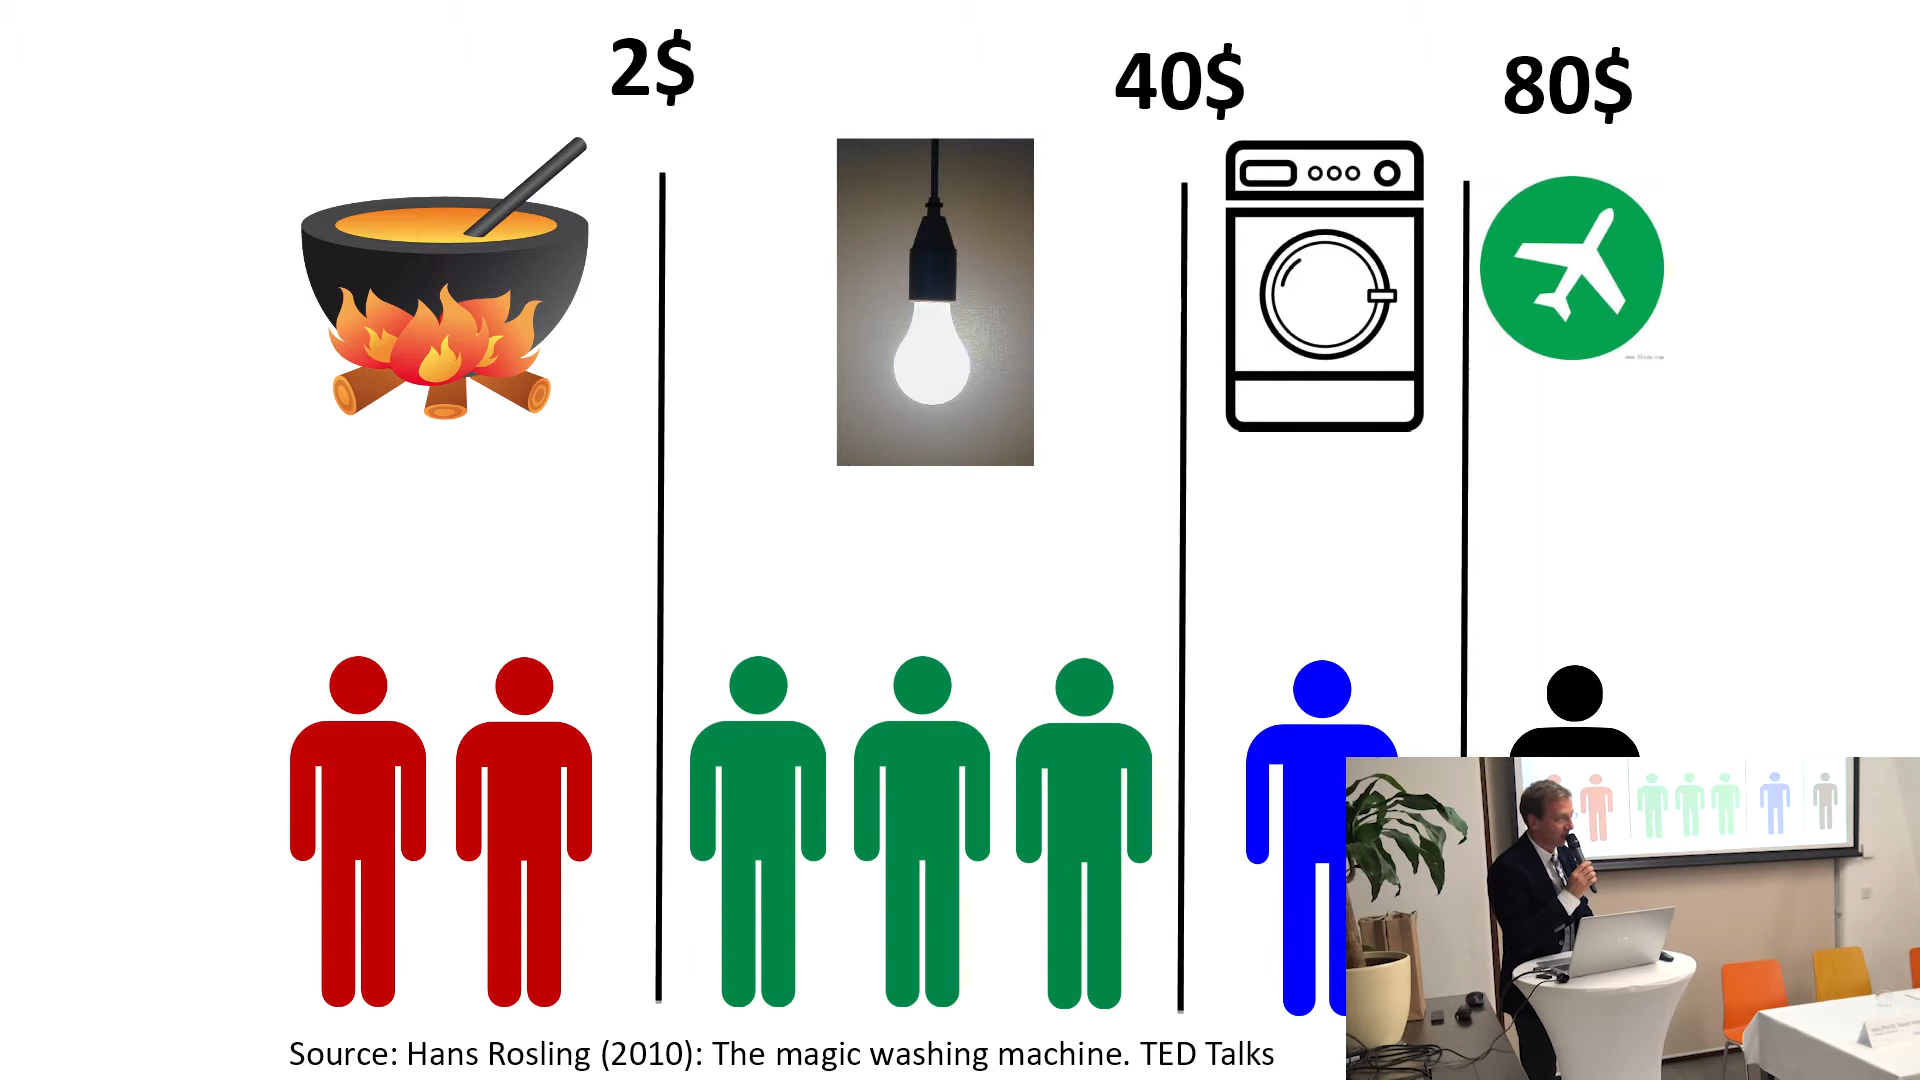 2$
40$
80$
Source: Hans Rosling (2010): The magic washing machine. TED Talks